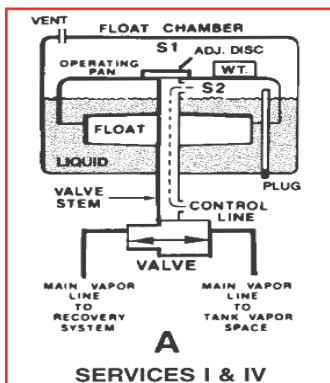 VENT
FLOAT CHAMBER
S1
ADJ. DISC
OPERATING
PAN
WT.
S2
FLOAT
LIQUID
PLUG
VALVE
STEM
CONTROL
LINE
VALVE
MAIN VAPOR
LINE
TO
RECOVERY
SYSTEM
MAIN VAPOR
LINE
TO
TANK VAPOR
SPACE
A
SERVICES I & IV